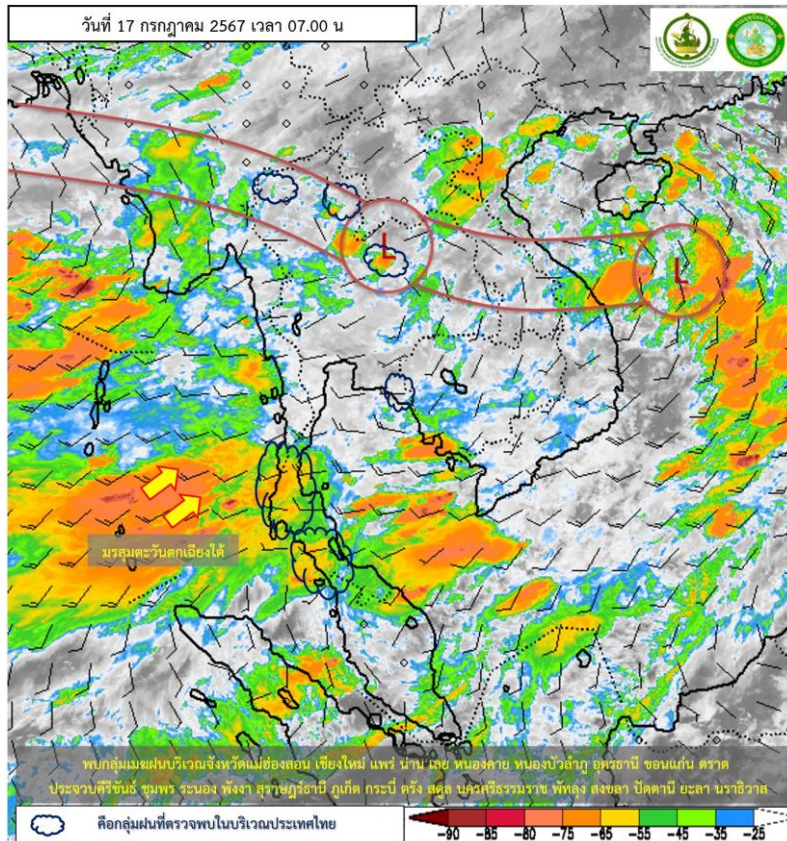 วันที่ 17 กรกฎาคม 2567 เวลา 07.00 น
L
L
มรสุมตะวันตกเฉียงใต้
พบกลุ่มเมฆฝนบริเวณจังหวัดแม่ฮ่องสอน เชียงใหม่ แพร่ น่าน เลย หนองคาย หนองบัวลำภู อุดรธานี ขอนแก่น ตราด
ประจวบคีรีขันธ์ ชุมพร ระนอง พังงา สุราษฎร์ธานี ภูเก็ต กระบี่ ตรัง สตูล นครศรีธรรมราช พัทลุง สงขลา ปัตตานี ยะลา นราธิวาส
คือกลุ่มฝนที่ตรวจพบในบริเวณประเทศไทย
-90 -85 -80 -75 -65 -55 -45 -35 -25